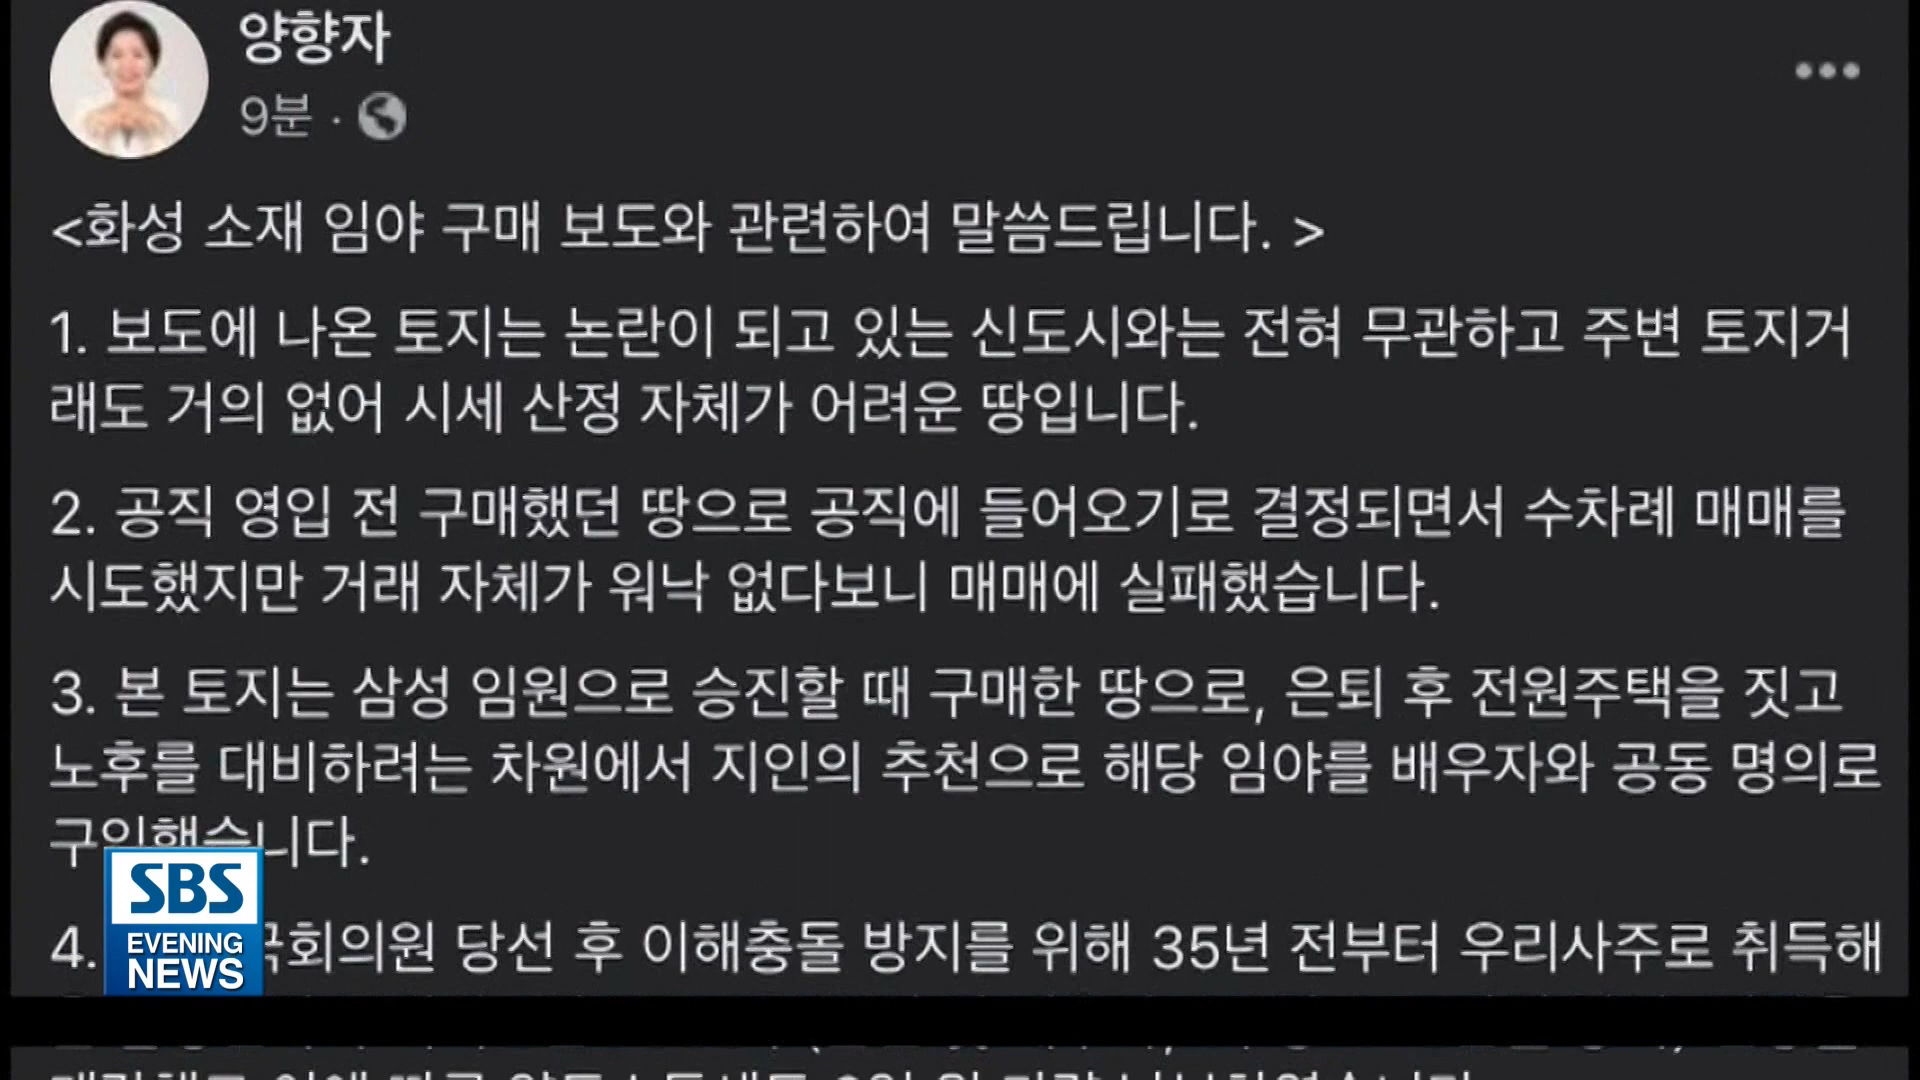 양향자
9분 ·
<화성 소재 임야 구매 보도와 관련하여 말씀드립니다. >
1. 보도에 나온 토지는 논란이 되고 있는 신도시와는 전혀 무관하고 주변 토지거
래도 거의 없어 시세 산정 자체가 어려운 땅입니다.
2. 공직 영입 전 구매했던 땅으로 공직에 들어오기로 결정되면서 수차례 매매를
시도했지만 거래 자체가 워낙 없다보니 매매에 실패했습니다.
3. 본 토지는 삼성 임원으로 승진할 때 구매한 땅으로, 은퇴 후 전원주택을 짓고
노후를 대비하려는 차원에서 지인의 추천으로 해당 임야를 배우자와 공동 명의로
구입했습니다.
4. 국회의원 당선 후 이해충돌 방지를 위해 35년 전부터 우리사주로 취득해
SBS
EVENING
NEWS